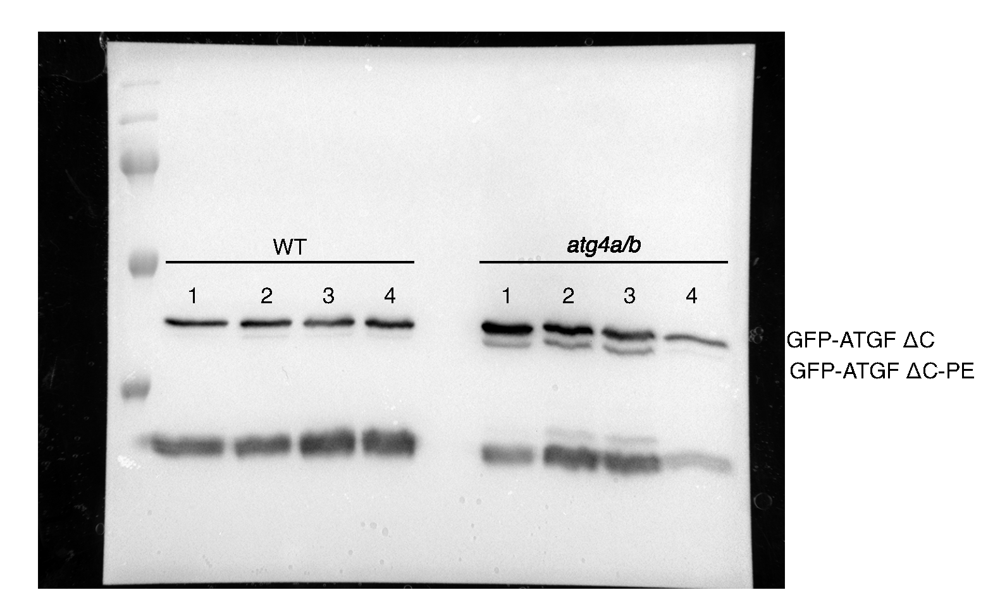 WT
atg4a/b
1 2 3 4
1 2 3 4
GFP-ATGF ΔC
GFP-ATGF ΔC-PE